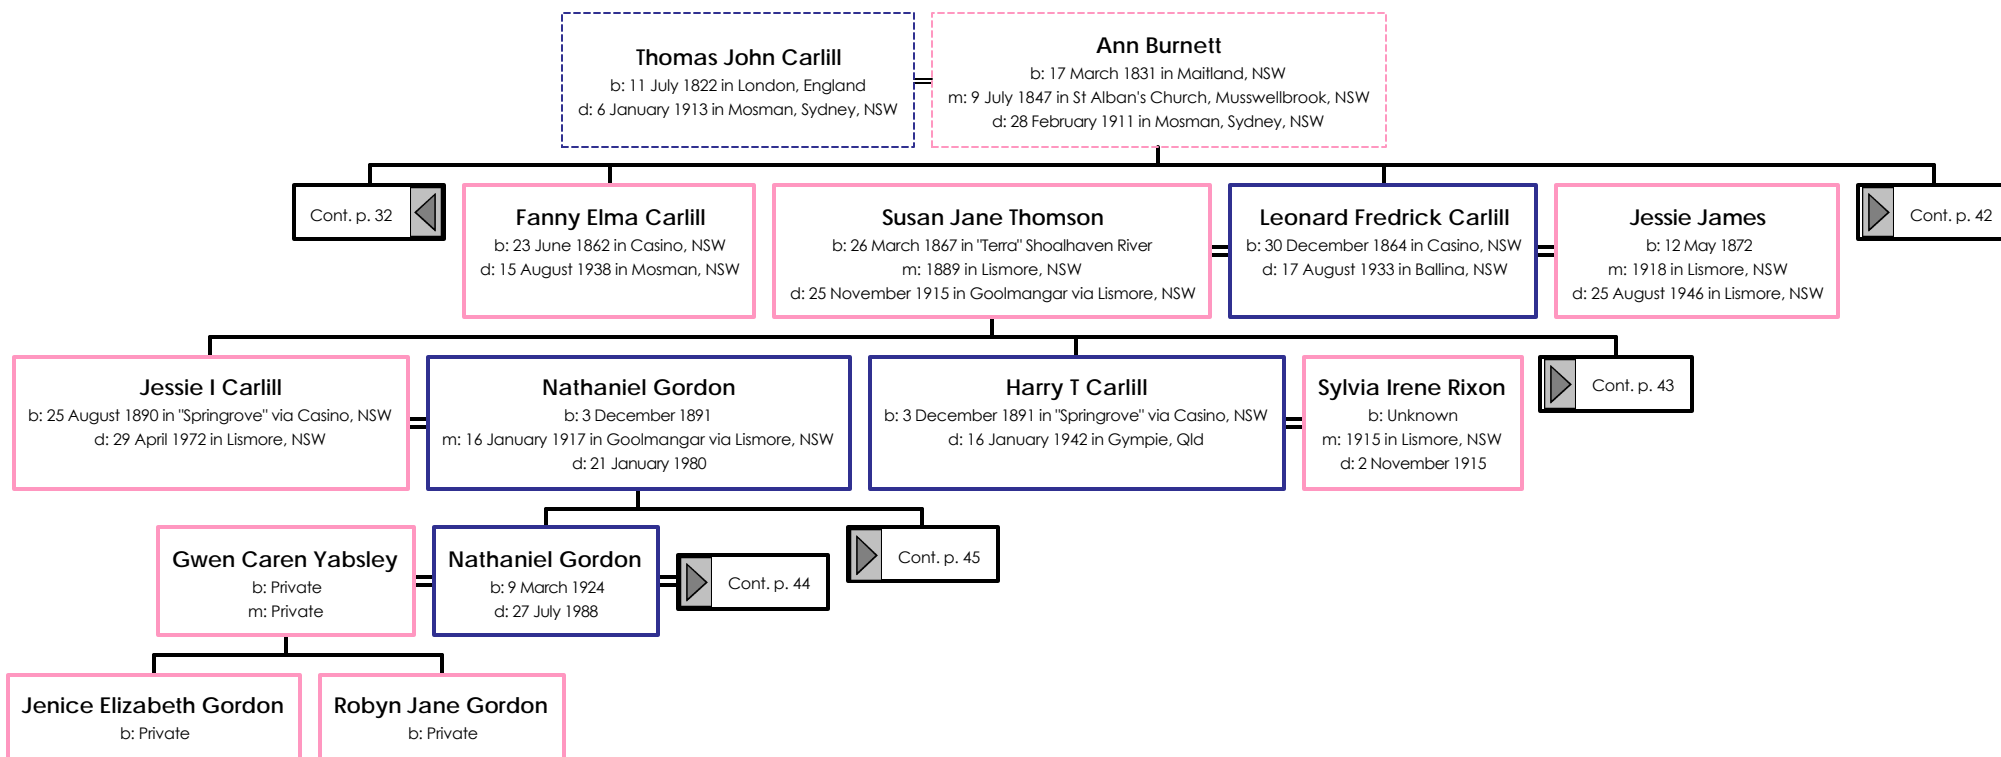 Thomas John Carlill
b: 11 July 1822 in London, England
d: 6 January 1913 in Mosman, Sydney, NSW
Ann Burnett
b: 17 March 1831 in Maitland, NSW
m: 9 July 1847 in St Alban's Church, Musswellbrook, NSW
d: 28 February 1911 in Mosman, Sydney, NSW
Cont. p. 32
Fanny Elma Carlill
b: 23 June 1862 in Casino, NSW
d: 15 August 1938 in Mosman, NSW
Susan Jane Thomson
b: 26 March 1867 in "Terra" Shoalhaven River
m: 1889 in Lismore, NSW
d: 25 November 1915 in Goolmangar via Lismore, NSW
Leonard Fredrick Carlill
b: 30 December 1864 in Casino, NSW
d: 17 August 1933 in Ballina, NSW
Jessie James
b: 12 May 1872
m: 1918 in Lismore, NSW
d: 25 August 1946 in Lismore, NSW
Cont. p. 42
Jessie I Carlill
b: 25 August 1890 in "Springrove" via Casino, NSW
d: 29 April 1972 in Lismore, NSW
Nathaniel Gordon
b: 3 December 1891
m: 16 January 1917 in Goolmangar via Lismore, NSW
d: 21 January 1980
Harry T Carlill
b: 3 December 1891 in "Springrove" via Casino, NSW
d: 16 January 1942 in Gympie, Qld
Sylvia Irene Rixon
b: Unknown
m: 1915 in Lismore, NSW
d: 2 November 1915
Cont. p. 43
Gwen Caren Yabsley
b: Private
m: Private
Nathaniel Gordon
b: 9 March 1924
d: 27 July 1988
Cont. p. 44
Cont. p. 45
Jenice Elizabeth Gordon
b: Private
Robyn Jane Gordon
b: Private